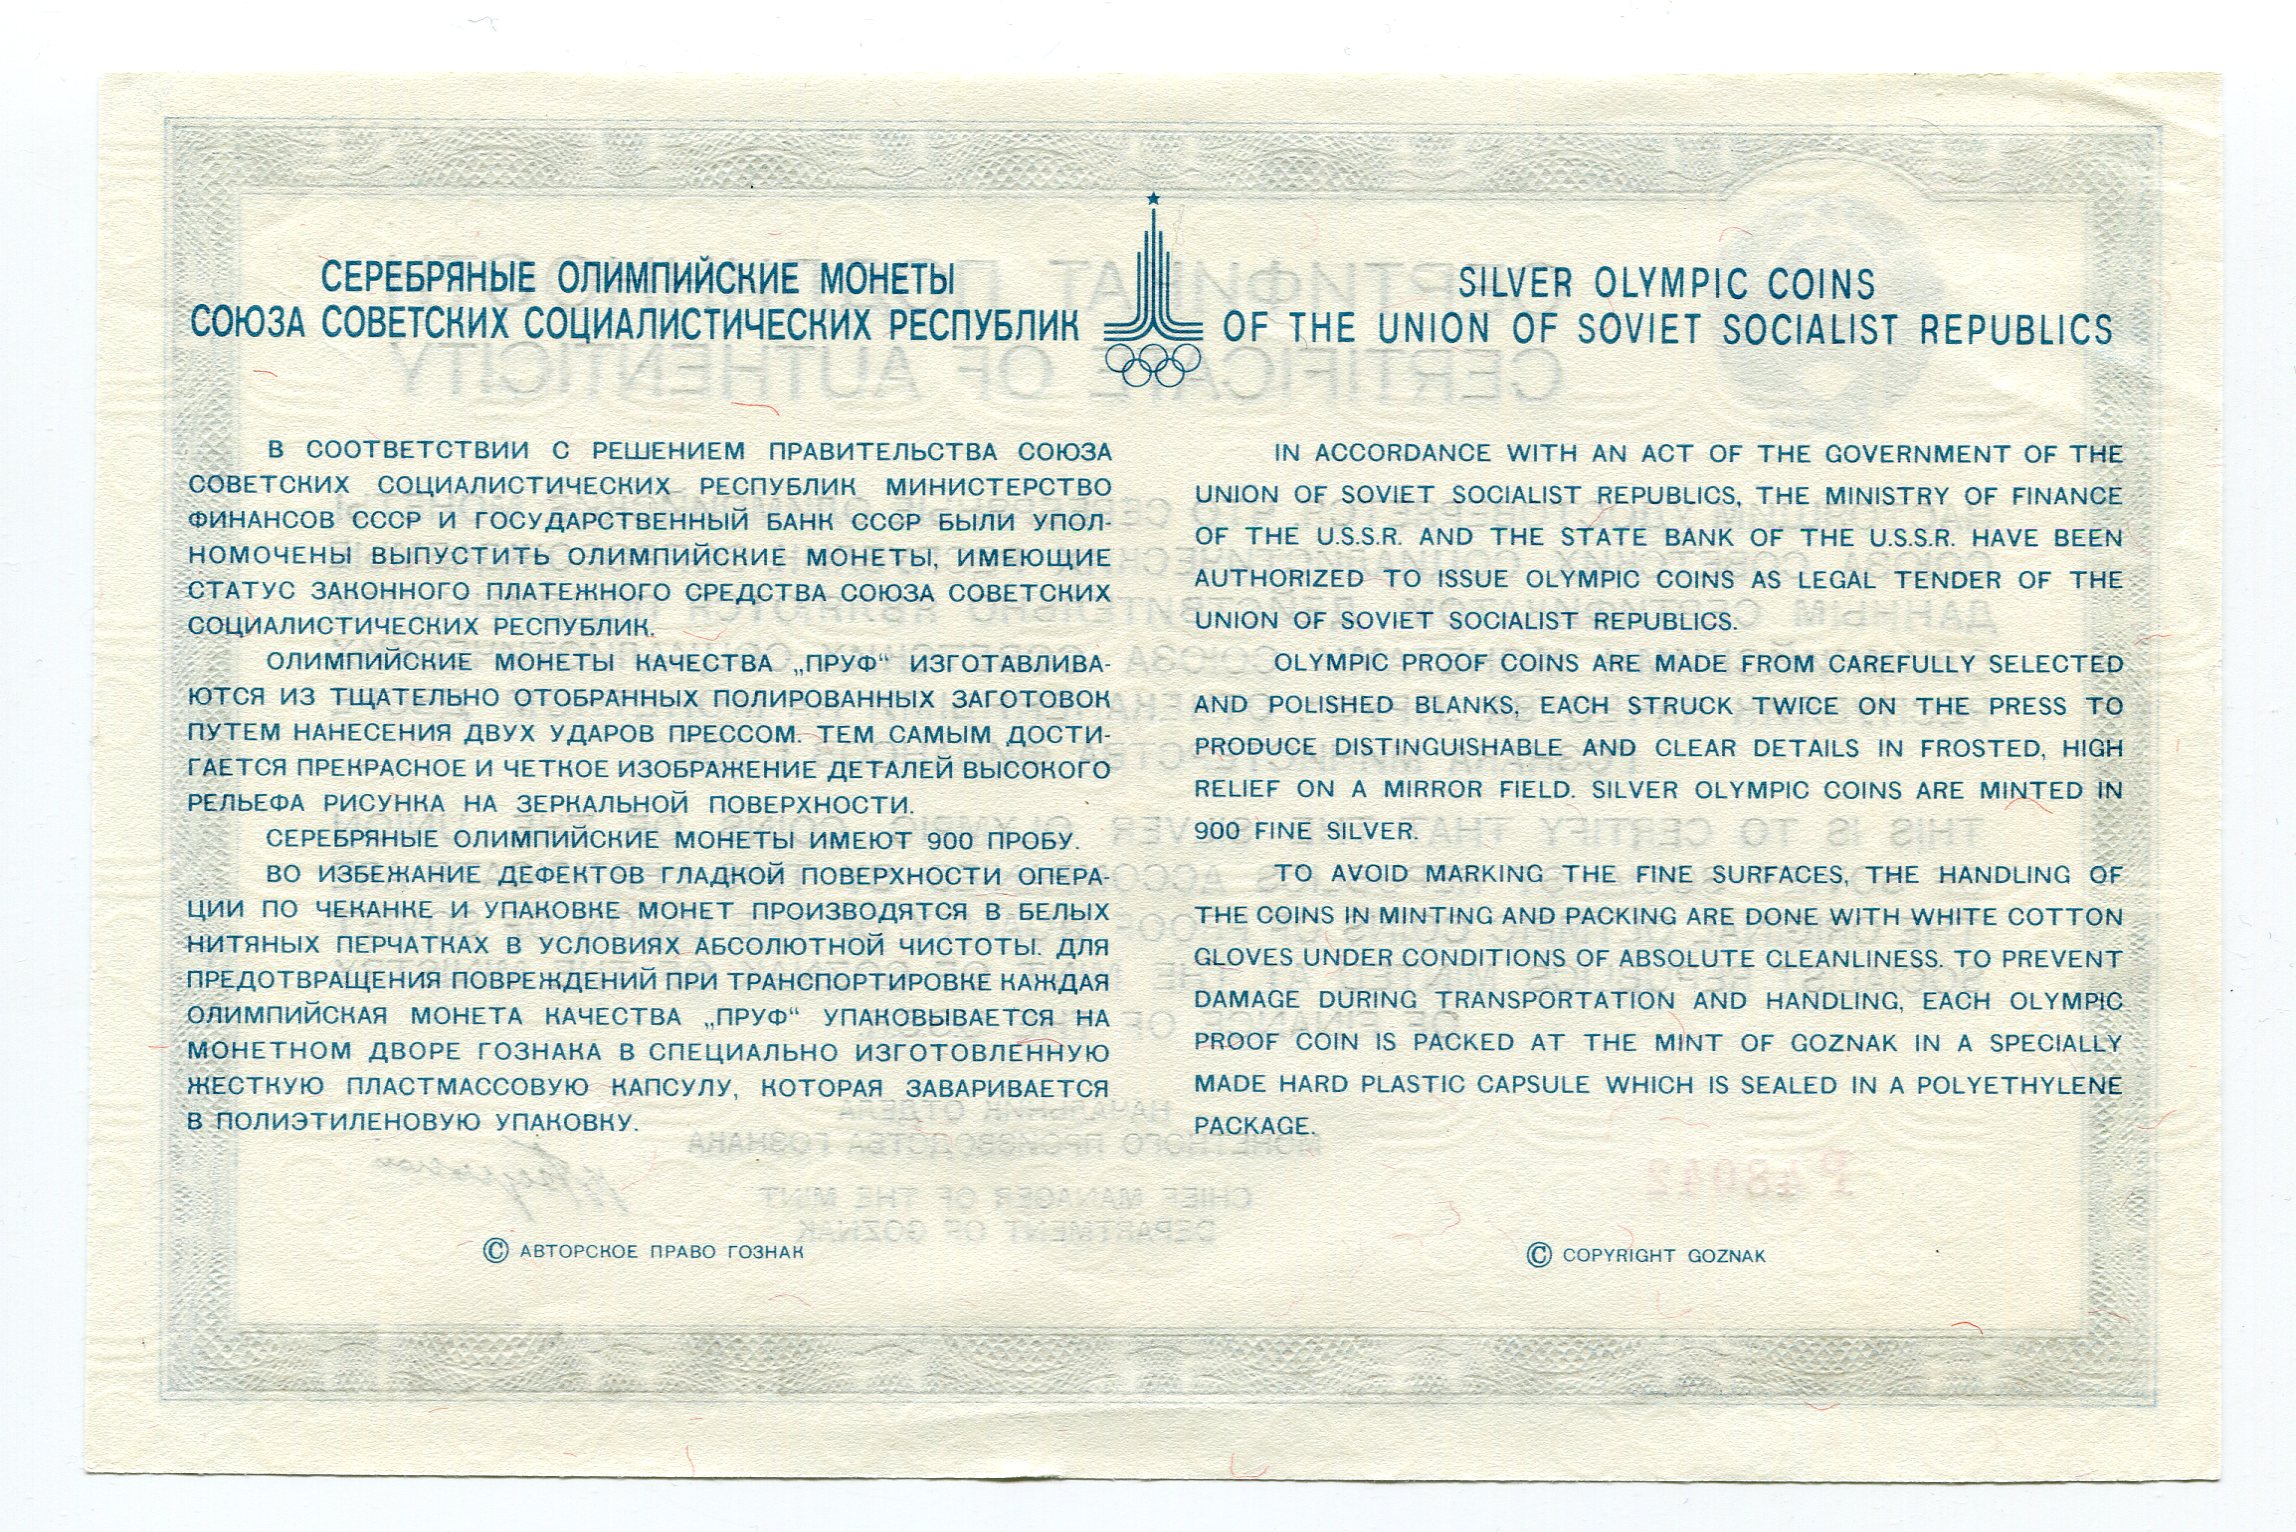 СЕРЕБРЯНЫЕ ОЛИМПИЙСКИЕ МОНЕТЫ
СОЮЗА СОВЕТСКИХ СОЦИАЛИСТИЧЕСКИХ РЕСПУБЛИК
В СООТВЕТСТВИИ С РЕШЕНИЕМ ПРАВИТЕЛЬСТВА СОЮЗА
СОВЕТСКИХ СОЦИАЛИСТИЧЕСКИХ РЕСПУБЛИК МИНИСТЕРСТВО
ФИНАНСОВ СССР И ГОСУДАРСТВЕННЫЙ БАНК СССР БЫЛИ УПОЛ-
НОМОЧЕНЫ ВЫПУСТИТЬ ОЛИМПИЙСКИЕ МОНЕТЫ, ИМЕЮЩИЕ
СТАТУС ЗАКОННОГО ПЛАТЕЖНОГО СРЕДСТВА СОЮЗА СОВЕТСКИХ
СОЦИАЛИСТИЧЕСКИХ РЕСПУБЛИК.
ОЛИМПИЙСКИЕ МОНЕТЫ КАЧЕСТВА „ПРУФ“ ИЗГОТАВЛИВА-
ЮТСЯ ИЗ ТЩАТЕЛЬНО ОТОБРАННЫХ ПОЛИРОВАННЫХ ЗАГОТОВОК
ПУТЕМ НАНЕСЕНИЯ ДВУХ УДАРОВ ПРЕССОМ. ТЕМ САМЫМ ДОСТИ-
ГАЕТСЯ ПРЕКРАСНОЕ И ЧЕТКОЕ ИЗОБРАЖЕНИЕ ДЕТАЛЕЙ ВЫСОКОГО
РЕЛЬЕФА РИСУНКА НА ЗЕРКАЛЬНОЙ ПОВЕРХНОСТИ.
СЕРЕБРЯНЫЕ ОЛИМПИЙСКИЕ МОНЕТЫ ИМЕЮТ 900 ПРОБУ.
ВО ИЗБЕЖАНИЕ ДЕФЕКТОВ ГЛАДКОЙ ПОВЕРХНОСТИ ОПЕРА-
ЦИИ ПО ЧЕКАНКЕ И УПАКОВКЕ МОНЕТ ПРОИЗВОДЯТСЯ В БЕЛЫХ
НИТЯНЫХ ПЕРЧАТКАХ В УСЛОВИЯХ АБСОЛЮТНОЙ ЧИСТОТЫ. ДЛЯ
ПРЕДОТВРАЩЕНИЯ ПОВРЕЖДЕНИЙ ПРИ ТРАНСПОРТИРОВКЕ КАЖДАЯ
ОЛИМПИЙСКАЯ МОНЕТА КАЧЕСТВА „ПРУФ“ УПАКОВЫВАЕТСЯ НА
МОНЕТНОМ ДВОРЕ ГОЗНАКА В СПЕЦИАЛЬНО ИЗГОТОВЛЕННУЮ
ЖЕСТКУЮ ПЛАСТМАССОВУЮ КАПСУЛУ, КОТОРАЯ ЗАВАРИВАЕТСЯ
В ПОЛИЭТИЛЕНОВУЮ УПАКОВКУ.
© АВТОРСКОЕ ПРАВО ГОЗНАК
SILVER OLYMPIC COINS
OF THE UNION OF SOVIET SOCIALIST REPUBLICS
IN ACCORDANCE WITH AN ACT OF THE GOVERNMENT OF THE
UNION OF SOVIET SOCIALIST REPUBLICS, THE MINISTRY OF FINANCE
OF THE U.S.S.R. AND THE STATE BANK OF THE U.S.S.R. HAVE BEEN
AUTHORIZED TO ISSUE OLYMPIC COINS AS LEGAL TENDER OF THE
UNION OF SOVIET SOCIALIST REPUBLICS.
OLYMPIC PROOF COINS ARE MADE FROM CAREFULLY SELECTED
AND POLISHED BLANKS, EACH STRUCK TWICE ON THE PRESS TO
PRODUCE DISTINGUISHABLE AND CLEAR DETAILS IN FROSTED, HIGH
RELIEF ON A MIRROR FIELD. SILVER OLYMPIC COINS ARE MINTED IN
900 FINE SILVER.
TO AVOID MARKING THE FINE SURFACES, THE HANDLING OF
THE COINS IN MINTING AND PACKING ARE DONE WITH WHITE COTTON
GLOVES UNDER CONDITIONS OF ABSOLUTE CLEANLINESS. TO PREVENT
DAMAGE DURING TRANSPORTATION AND HANDLING, EACH OLYMPIC
PROOF COIN IS PACKED AT THE MINT OF GOZNAK IN A SPECIALLY
MADE HARD PLASTIC CAPSULE WHICH IS SEALED IN A POLYETHYLENE
PACKAGE.
© COPYRIGHT GOZNAK